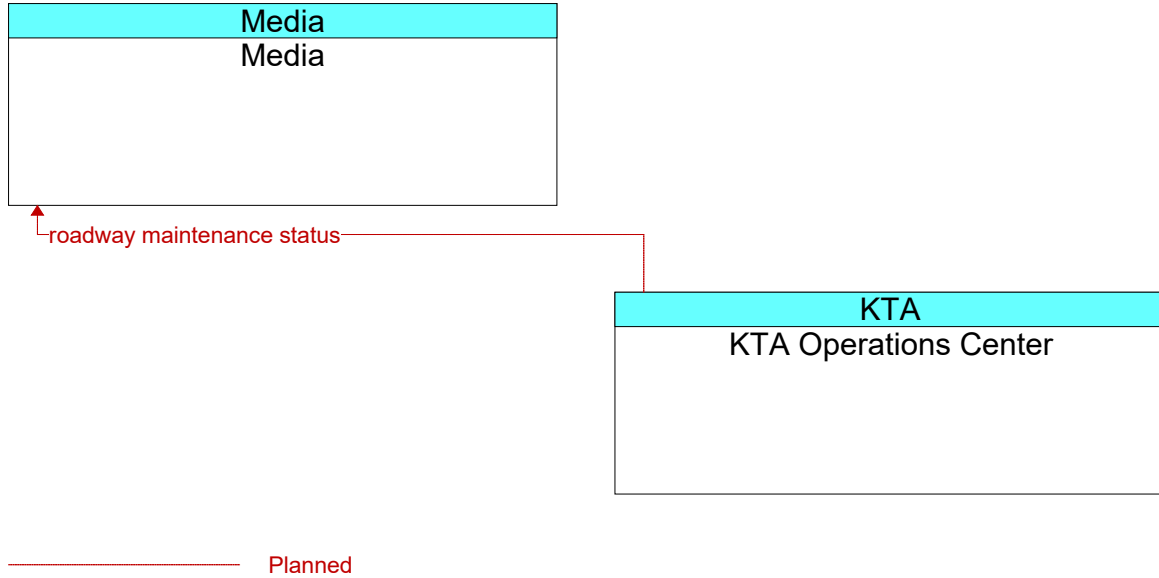 Media
Media
roadway maintenance status
KTA
KTA Operations Center
Planned